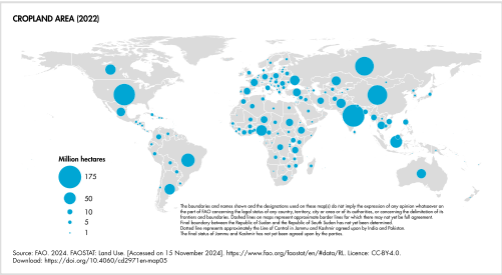 CROPLAND AREA (2022)
Million hectares
175
50
10
5
1
The boundaries and names shown and the designations used on these map(s) do not imply the expression of any opinion whatsoever on
the part of FAO concerning the legal status of any country, territory, city or area or of its authorities, or concerning the delimitation of its
frontiers and boundaries. Dashed lines on maps represent approximate border lines for which there may not yet be full agreement.
Final boundary between the Republic of Sudan and the Republic of South Sudan has not yet been determined.
Dotted line represents approximately the Line of Control in Jammu and Kashmir agreed upon by India and Pakistan.
The final status of Jammu and Kashmir has not yet been agreed upon by the parties.
Source: FAO. 2024. FAOSTAT: Land Use. [Accessed on 15 November 2024]. https://www.fao.org/faostat/en/#data/RL. Licence: CC-BY-4.0.
Download: https://doi.org/10.4060/cd2971en-map05